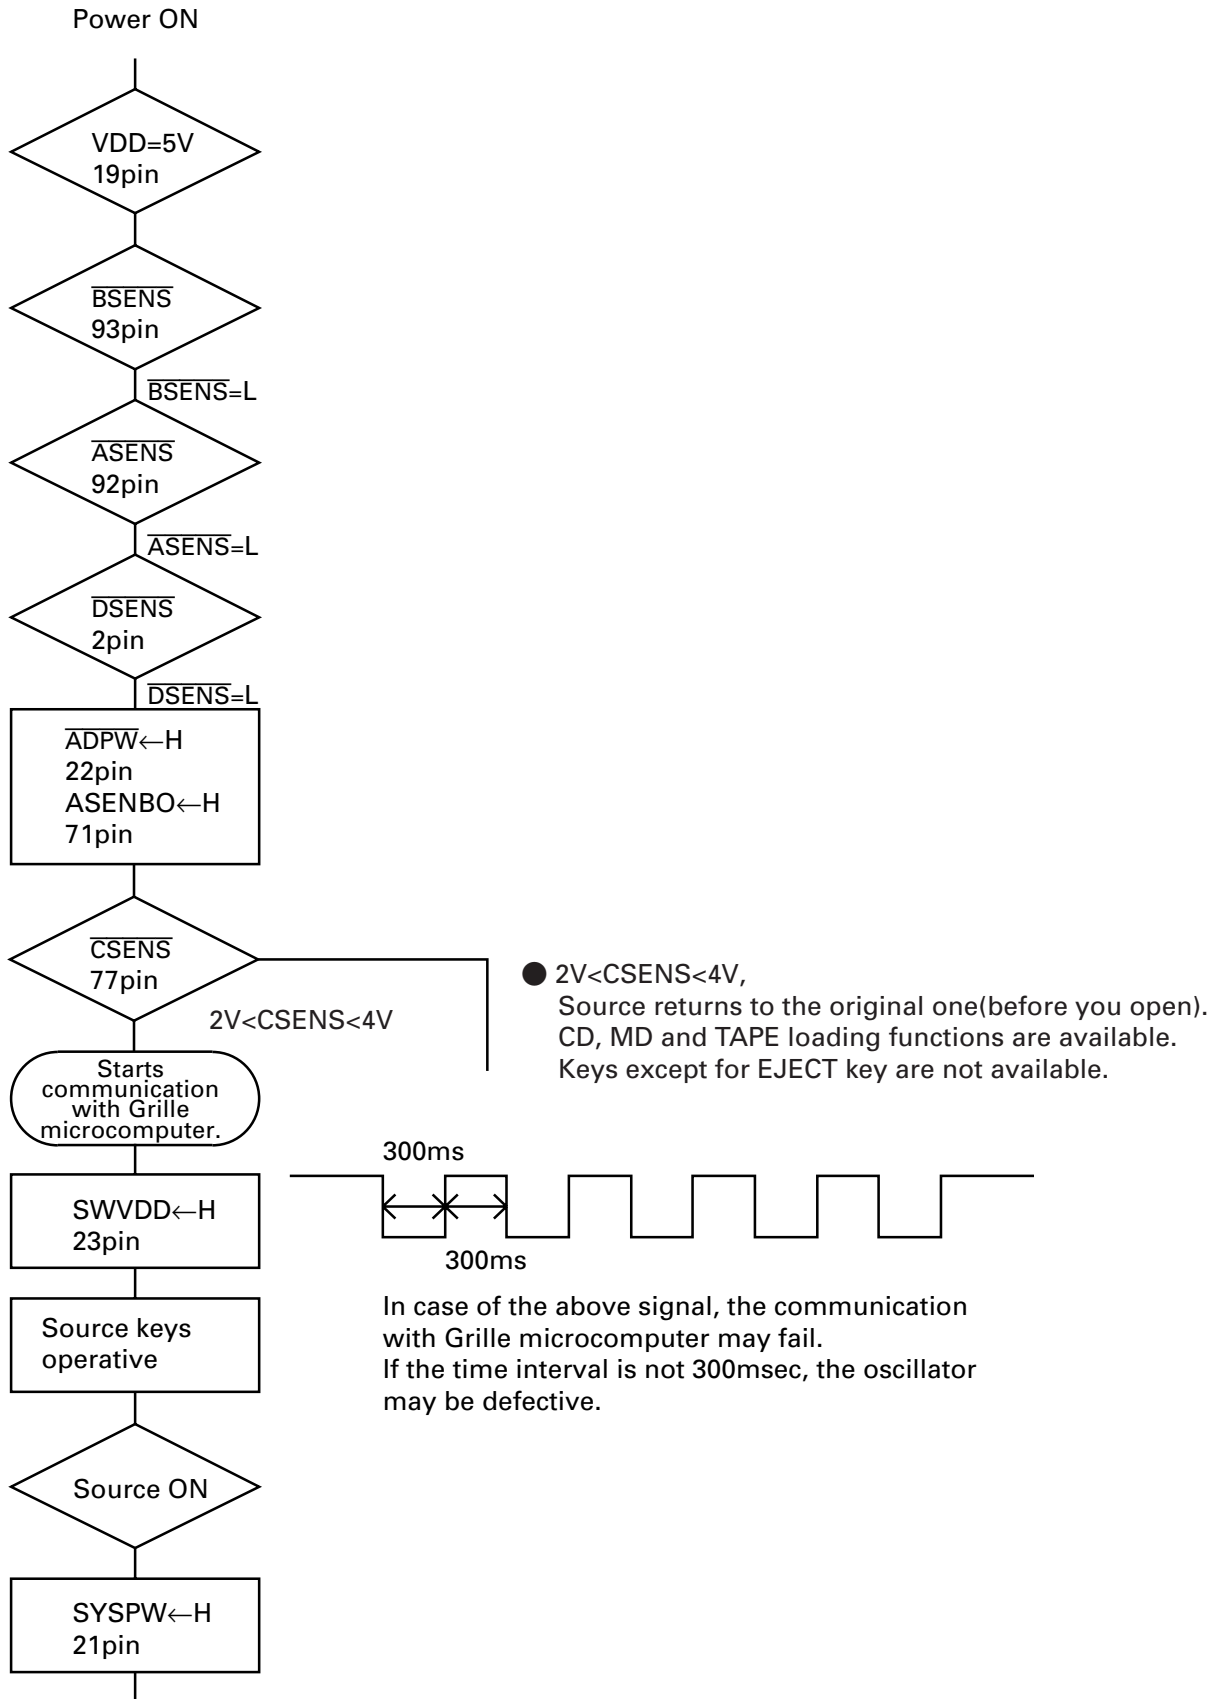 Power ON
VDD=5V
19pin
BSENS
93pin
BSENS=L
ASENS
92pin
ASENS=L
DSENS
2pin
DSENS=L
ADPW←H
22pin
ASENBO←H
71pin
CSENS
77pin
2V<CSENS<4V
● 2V<CSENS<4V,
Source returns to the original one(before you open).
CD, MD and TAPE loading functions are available.
Keys except for EJECT key are not available.
Starts
communication
with Grille
microcomputer.
300ms
300ms
SWVDD←H
23pin
In case of the above signal, the communication
with Grille microcomputer may fail.
If the time interval is not 300msec, the oscillator
may be defective.
Source keys
operative
Source ON
SYSPW←H
21pin